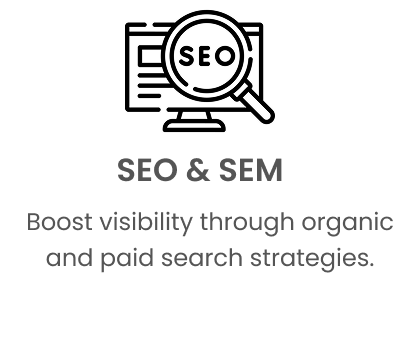 SEO
SEO & SEM
Boost visibility through organic
and paid search strategies.